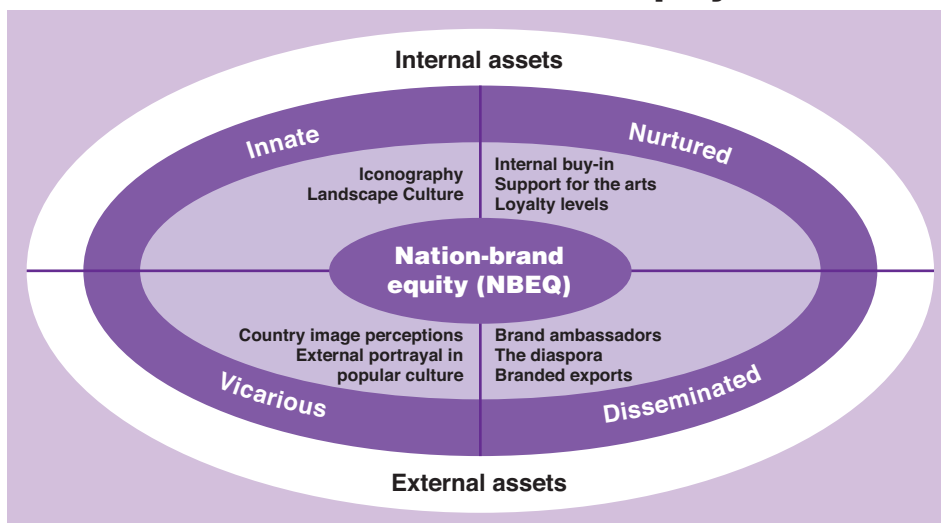 Internal assets
Innate
Nurtured
Iconography
Landscape Culture
Internal buy-in
Support for the arts
Loyalty levels
Nation-brand
equity (NBEQ)
Country image perceptions
External portrayal in
popular culture
Brand ambassadors
The diaspora
Branded exports
Vicarious
Disseminated
External assets